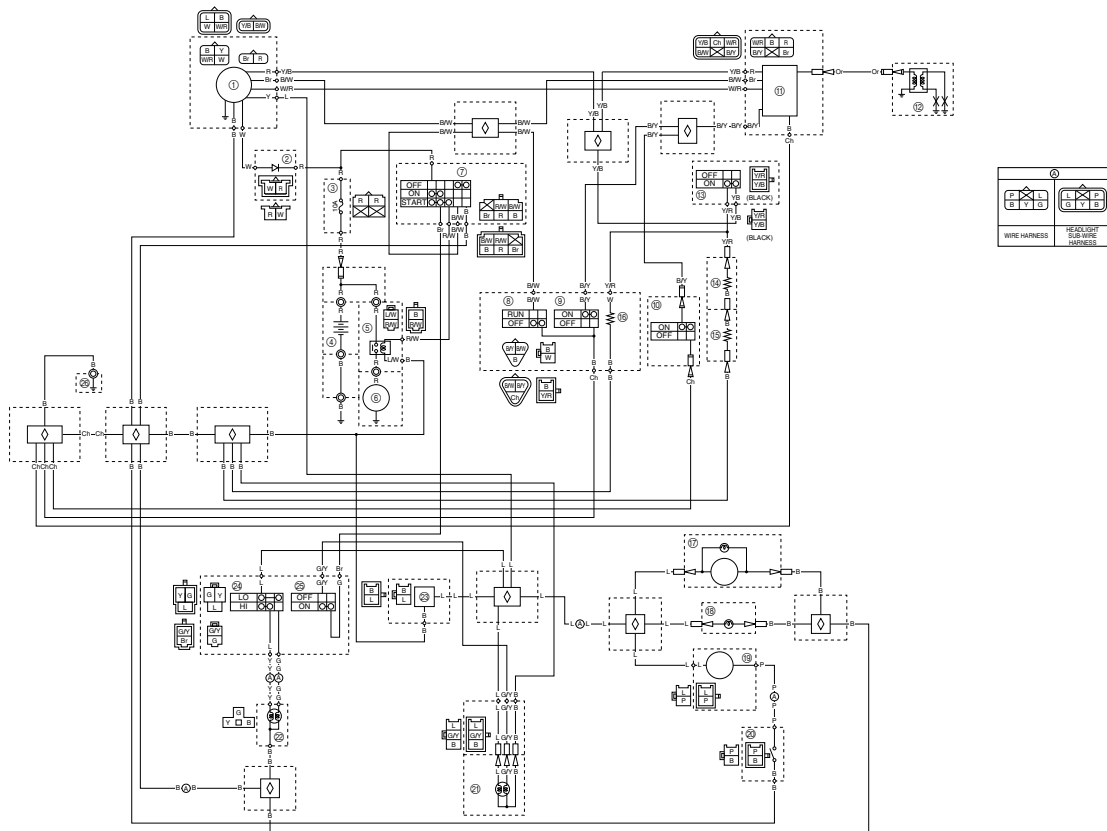 L B
W W/R
Y/B B/W
B Y
W/R W
Br R
①
R Y/B
Br B/W
W/R
Y L
B W
B W
W ② R
W R
R W
R
③
R R
④
⑤
⑥
⑦
OFF
ON
START
R/W B/W
Br R B
B/W R/W
B R Br
Br R/W B/W B
L/W
R/W
B
R/W
R/W
L/W B
B/W
B/Y
Y/R
B/W
B/Y
W
⑧
RUN
OFF
⑨
ON
OFF
⑯
B/Y B/W
B
B
W
B/W B/Y
Ch
B
Y/R
⑩
ON
OFF
B/Y
Ch
Y/B Ch W/R
B/W B/Y
W/R B R
B/Y Br
Y/B R
B/W Br
W/R
⑪
B
Ch
Or Or
⑫
OFF
ON
⑬
Y/R
Y/B
(BLACK)
Y/R
Y/B
(BLACK)
Y/R
⑭
⑮
Ⓐ
P L
B Y G
L P
G Y B
WIRE HARNESS
HEADLIGHT
SUB-WIRE
HARNESS
㉖
B
Ch Ch
B B
B
ChChCh
B B
B B B
㉔
LO
HI
㉕
OFF
ON
L G/Y Br
L G/Y G
Y G
L
G Y
L
G/Y
Br
G/Y
G
B
L
B
L
㉓
L L
L Ⓐ L
⑰
⑱
⑲
L
P
L
P
P
Ⓐ
P
⑳
P
B
P
B
B
L G/Y B
L G/Y B
L
G/Y
B
L
G/Y
B
㉑
G
Y B
㉒
B Ⓐ B
B